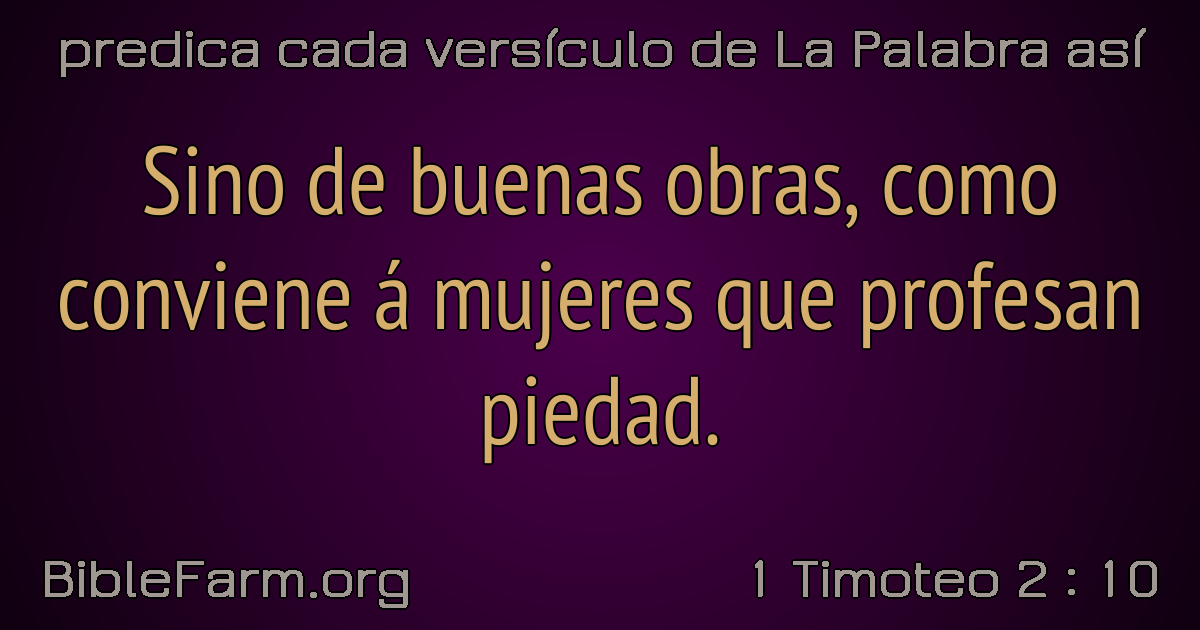 predica cada versículo de La Palabra así
Sino de buenas obras, como
conviene á mujeres que profesan
piedad.
BibleFarm.org
1 Timoteo 2 : 10